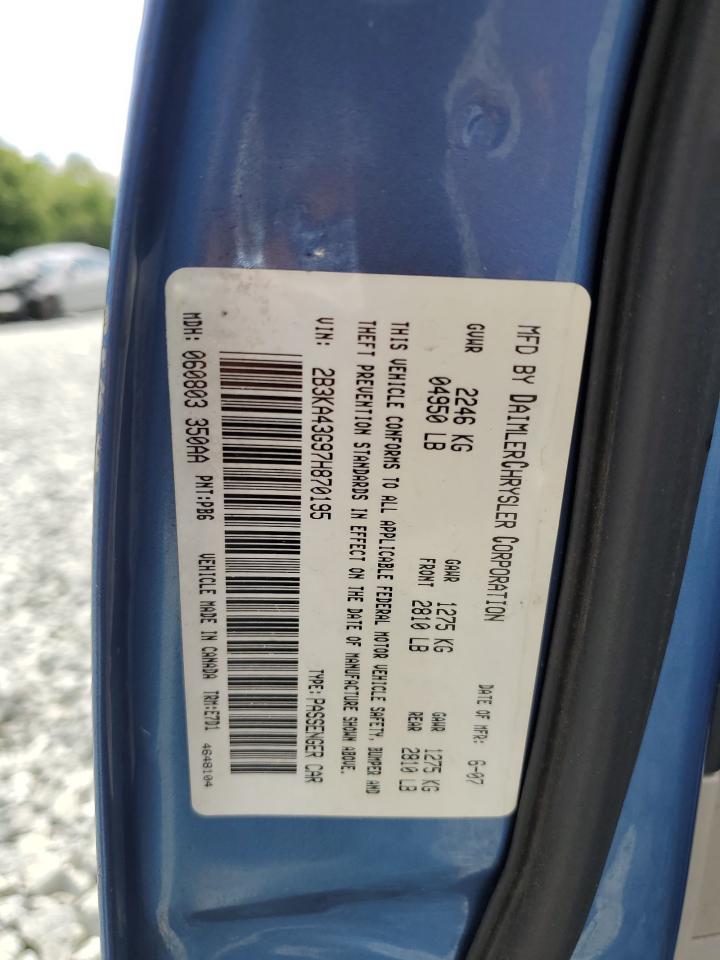 MFD BY DAIMLERCHRYSLER CORPORATION
DATE OF MFR: 6-07
GVWR 2246 KG 04950 LB
GAWR FRONT 1275 KG 2810 LB
GAWR REAR 1275 KG 2810 LB
THIS VEHICLE CONFORMS TO ALL APPLICABLE FEDERAL MOTOR VEHICLE SAFETY, BUMPER AND
THEFT PREVENTION STANDARDS IN EFFECT ON THE DATE OF MANUFACTURE SHOWN ABOVE.
VIN: 2B3KA43G97H870195
TYPE: PASSENGER CAR
MDH: 060803 350AA PNT:PB6 VEHICLE MADE IN CANADA TRM:E7D1
4648104